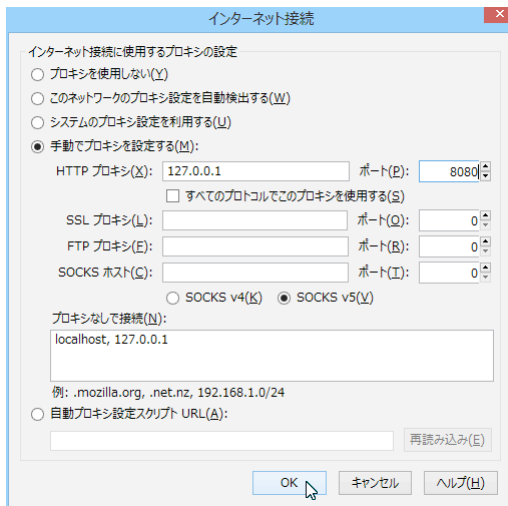 インターネット接続
インターネット接続に使用するプロキシの設定
プロキシを使用しない(Y)
このネットワークのプロキシ設定を自動検出する(W)
システムのプロキシ設定を利用する(U)
手動でプロキシを設定する(M):
HTTP プロキシ(X): 127.0.0.1 ポート(P): 8080
すべてのプロトコルでこのプロキシを使用する(S)
SSL プロキシ(L): ポート(O): 0
FTP プロキシ(F): ポート(R): 0
SOCKS ホスト(C): ポート(T): 0
SOCKS v4(K) SOCKS v5(V)
プロキシなしで接続(N):
localhost, 127.0.0.1
例: .mozilla.org, .net.nz, 192.168.1.0/24
自動プロキシ設定スクリプト URL(A):
再読み込み(E)
OK キャンセル ヘルプ(H)